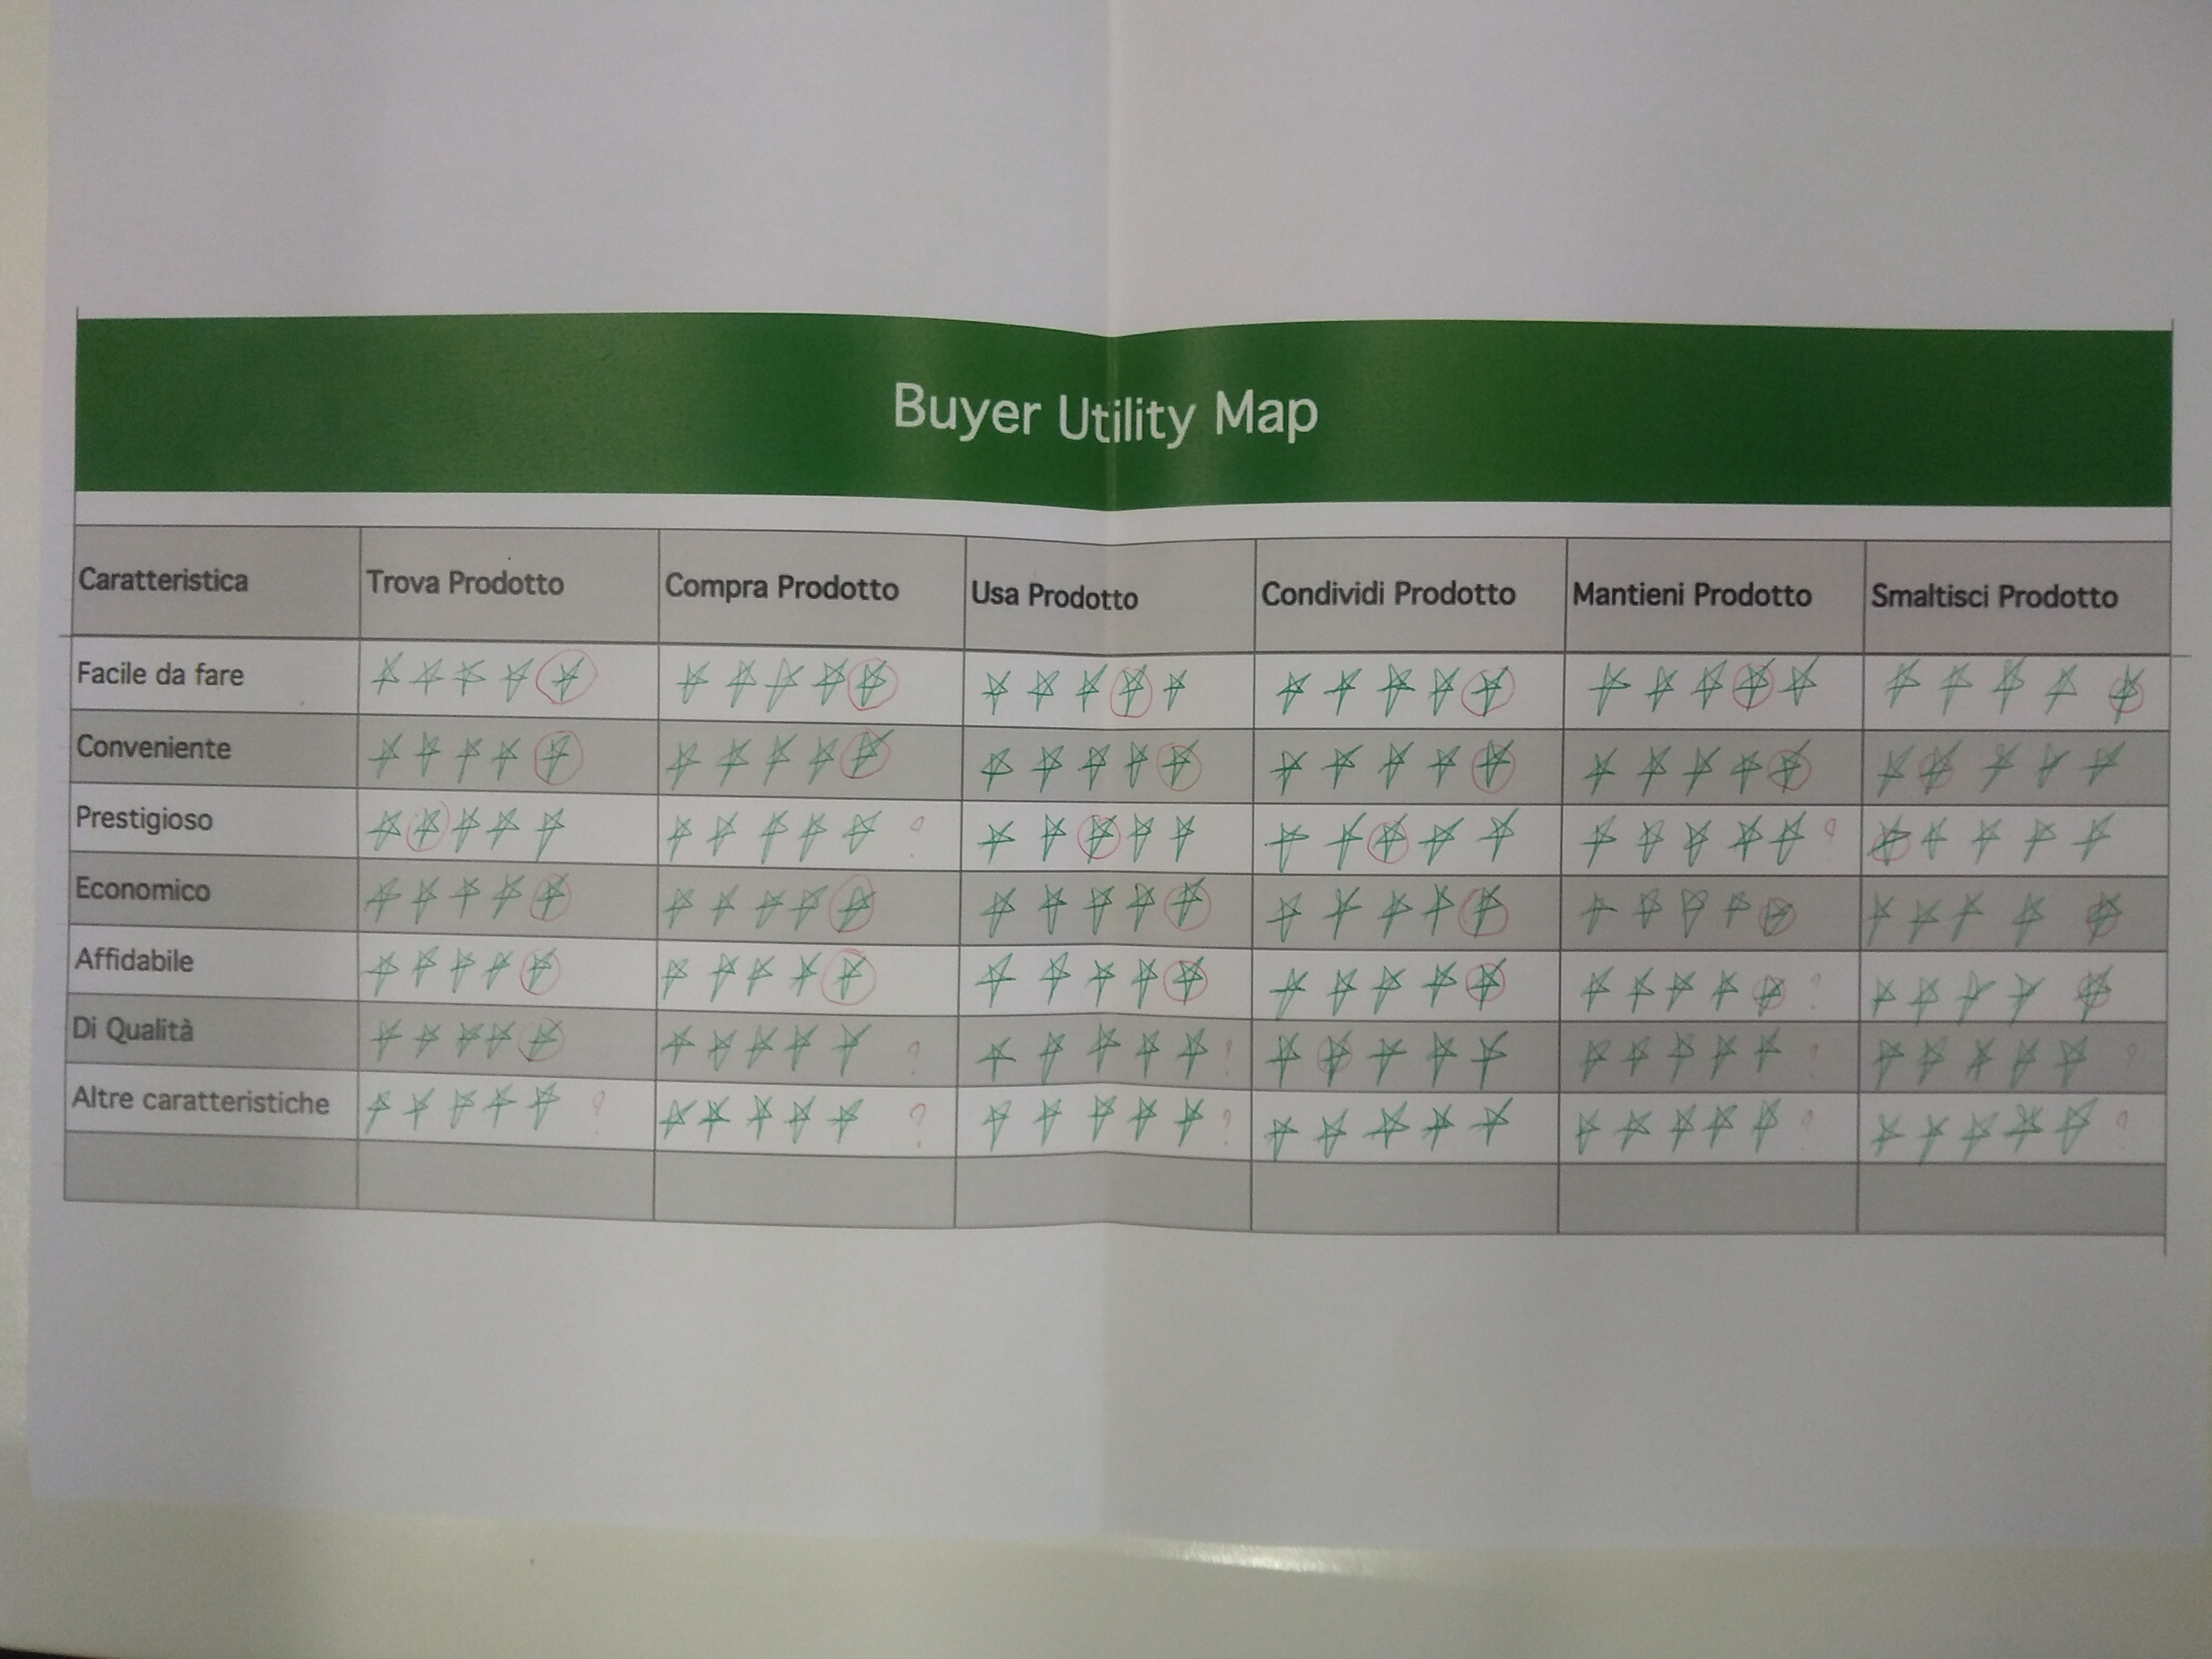 Buyer Utility Map
Caratteristica Trova Prodotto Compra Prodotto Usa Prodotto Condividi Prodotto Mantieni Prodotto Smaltisci Prodotto
Facile da fare
Conveniente
Prestigioso ? ?
Economico
Affidabile ?
Di Qualità ? ? ? ?
Altre caratteristiche ? ? ? ? ?